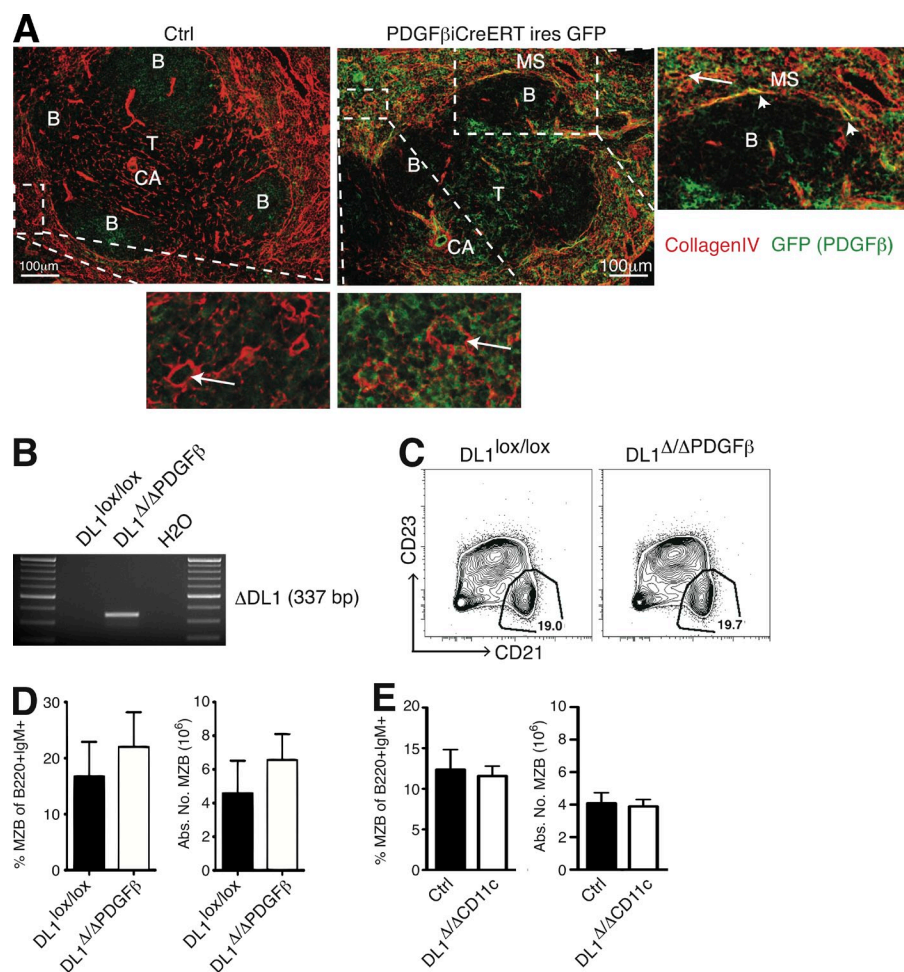 A
Ctrl
PDGFβiCreERT ires GFP
B
B
T
CA
B
B
100μm
MS
B
B
T
CA
100μm
MS
B
CollagenIV GFP (PDGFβ)
B
DL1lox/lox
DL1Δ/ΔPDGFβ
H2O
ΔDL1 (337 bp)
C
DL1lox/lox
DL1Δ/ΔPDGFβ
CD23
19.0
19.7
CD21
D
% MZB of B220+IgM+
30
20
10
0
DL1lox/lox
DL1Δ/ΔPDGFβ
Abs. No. MZB (10⁶)
10
8
6
4
2
0
DL1lox/lox
DL1Δ/ΔPDGFβ
E
% MZB of B220+IgM+
20
15
10
5
0
Ctrl
DL1Δ/ΔCD11c
Abs. No. MZB (10⁶)
10
8
6
4
2
0
Ctrl
DL1Δ/ΔCD11c